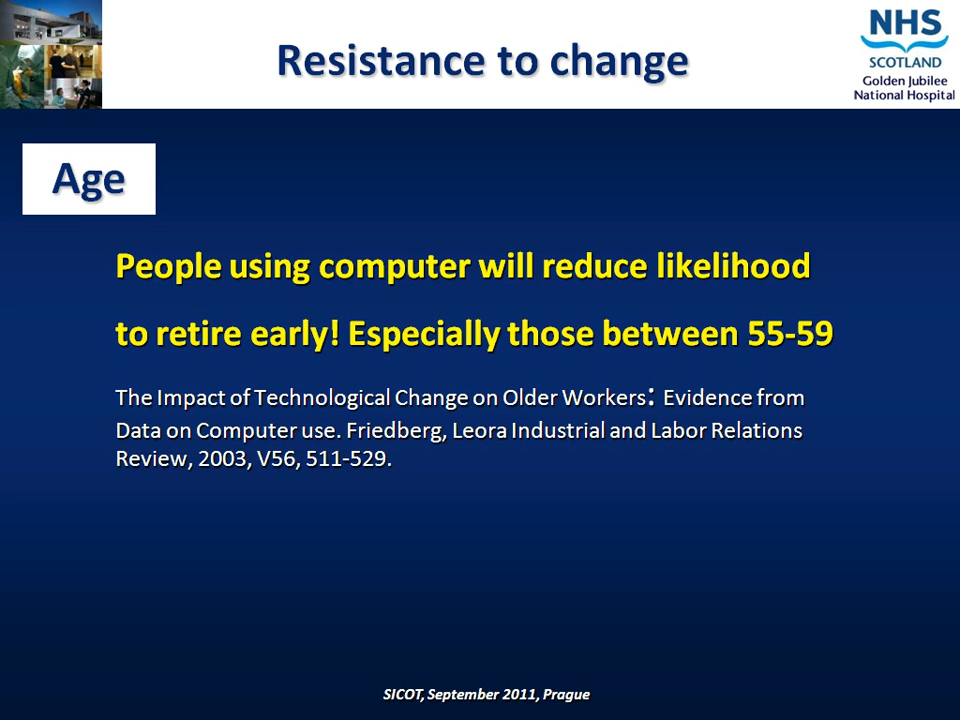 Resistance to change
NHS
SCOTLAND
Golden Jubilee
National Hospital
Age
People using computer will reduce likelihood
to retire early! Especially those between 55-59
The Impact of Technological Change on Older Workers: Evidence from
Data on Computer use. Friedberg, Leora Industrial and Labor Relations
Review, 2003, V56, 511-529.
SICOT, September 2011, Prague